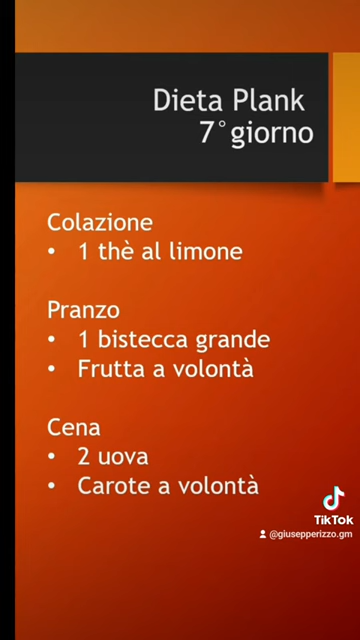 Dieta Plank
7°giorno
Colazione
• 1 thè al limone
Pranzo
• 1 bistecca grande
• Frutta a volontà
Cena
• 2 uova
• Carote a volontà
TikTok
@giusepperizzo.gm